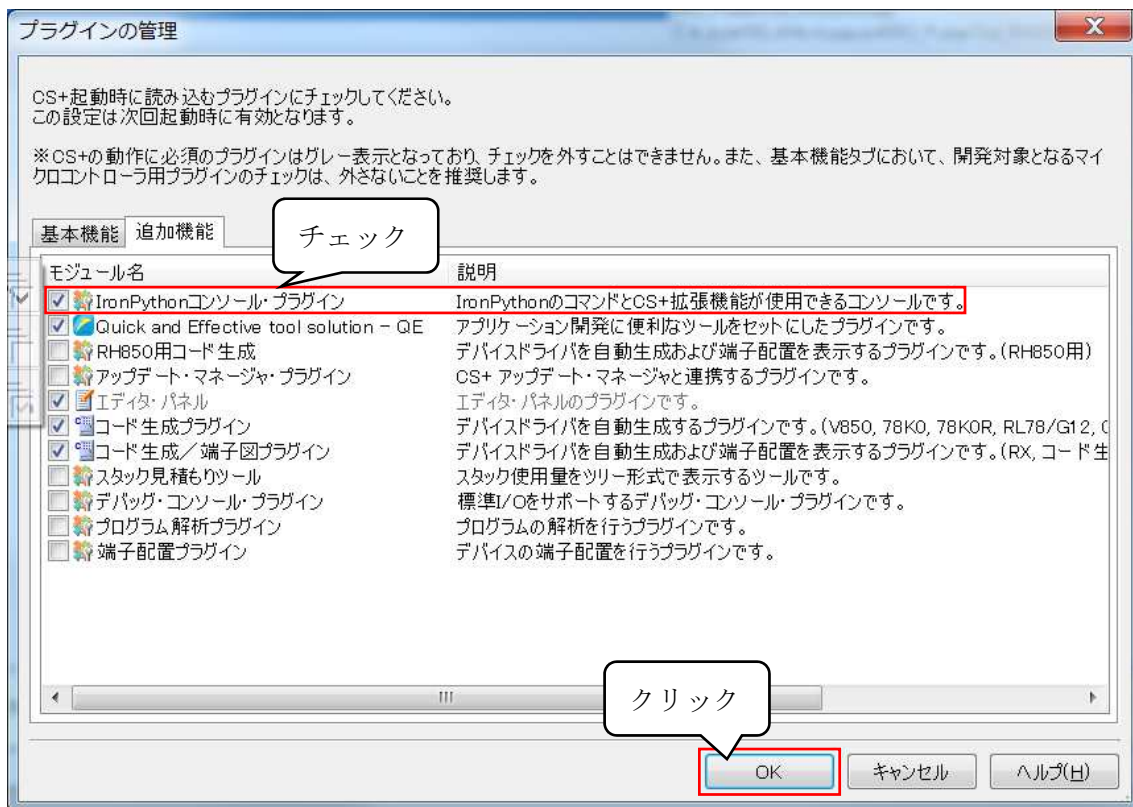 プラグインの管理
CS+起動時に読み込むプラグインにチェックしてください。
この設定は次回起動時に有効となります。
※CS+の動作に必須のプラグインはグレー表示となっており、チェックを外すことはできません。また、基本機能タブにおいて、開発対象となるマイ
クロコントローラ用プラグインのチェックは、外さないことを推奨します。
基本機能 追加機能
チェック
モジュール名 説明
IronPythonコンソール・プラグイン IronPythonのコマンドとCS+拡張機能が使用できるコンソールです。
Quick and Effective tool solution - QE アプリケーション開発に便利なツールをセットにしたプラグインです。
RH850用コード生成 デバイスドライバを自動生成および端子配置を表示するプラグインです。(RH850用)
アップデート・マネージャ・プラグイン CS+ アップデート・マネージャと連携するプラグインです。
エディタ・パネル エディタ・パネルのプラグインです。
コード生成プラグイン デバイスドライバを自動生成するプラグインです。(V850, 78K0, 78K0R, RL78/G12,
コード生成／端子図プラグイン デバイスドライバを自動生成および端子配置を表示するプラグインです。(RX, コード生
スタック見積もりツール スタック使用量をツリー形式で表示するツールです。
デバッグ・コンソール・プラグイン 標準I/Oをサポートするデバッグ・コンソール・プラグインです。
プログラム解析プラグイン プログラムの解析を行うプラグインです。
端子配置プラグイン デバイスの端子配置を行うプラグインです。
クリック
OK キャンセル ヘルプ(H)